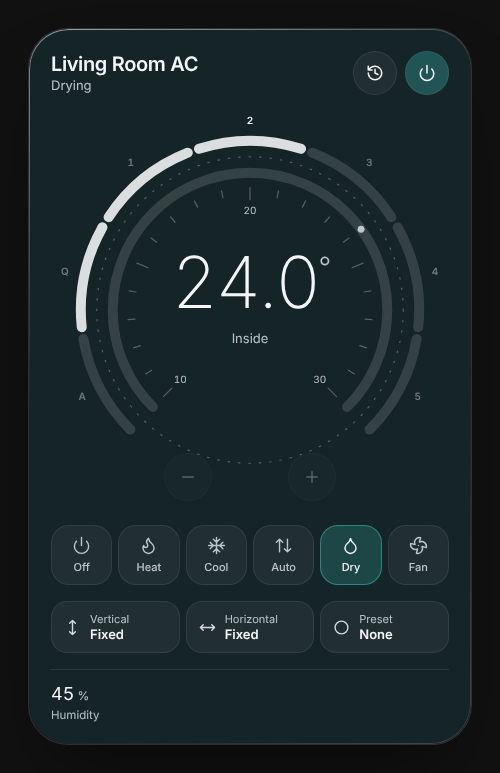 Living Room AC
Drying
2
1
3
20
Q
4
24.0°
Inside
10
30
A
5
− +
Off Heat Cool Auto Dry Fan
Vertical
Fixed
Horizontal
Fixed
Preset
None
45 %
Humidity